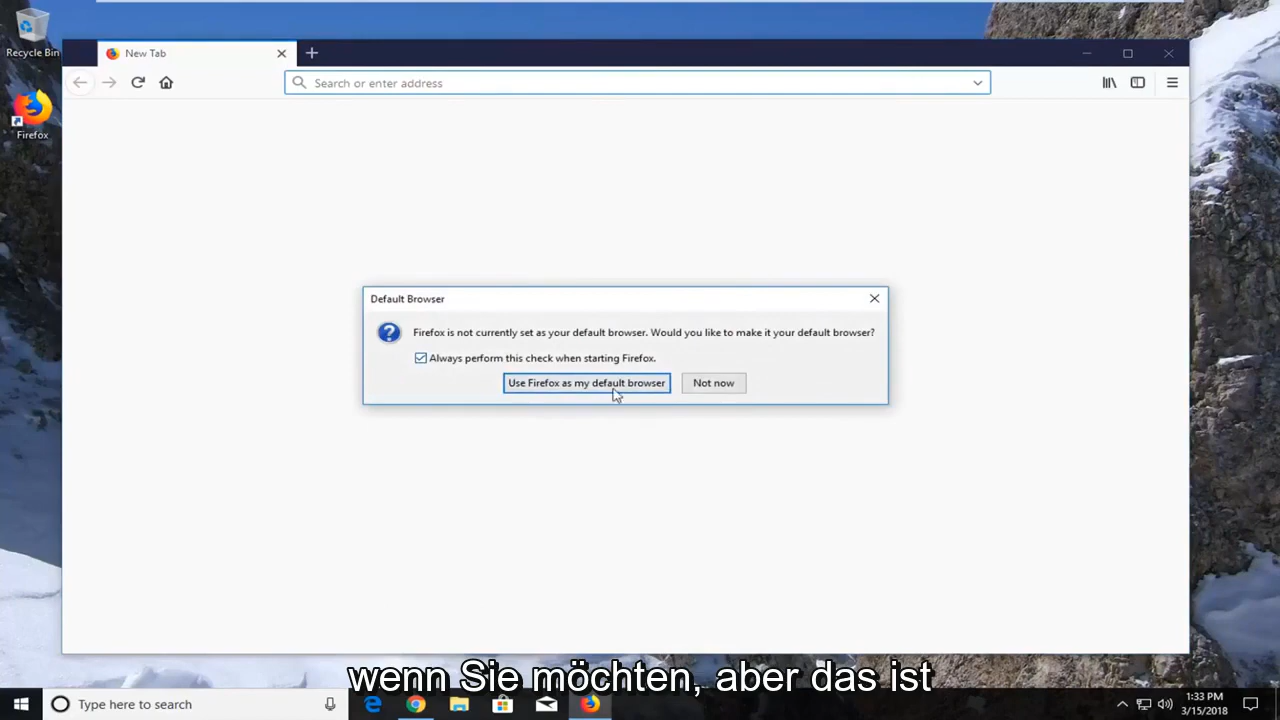 Recycle Bin
Firefox
New Tab
Search or enter address
Default Browser
Firefox is not currently set as your default browser. Would you like to make it your default browser?
Always perform this check when starting Firefox.
Use Firefox as my default browser
Not now
wenn Sie möchten, aber das ist
Type here to search
1:33 PM
3/15/2018